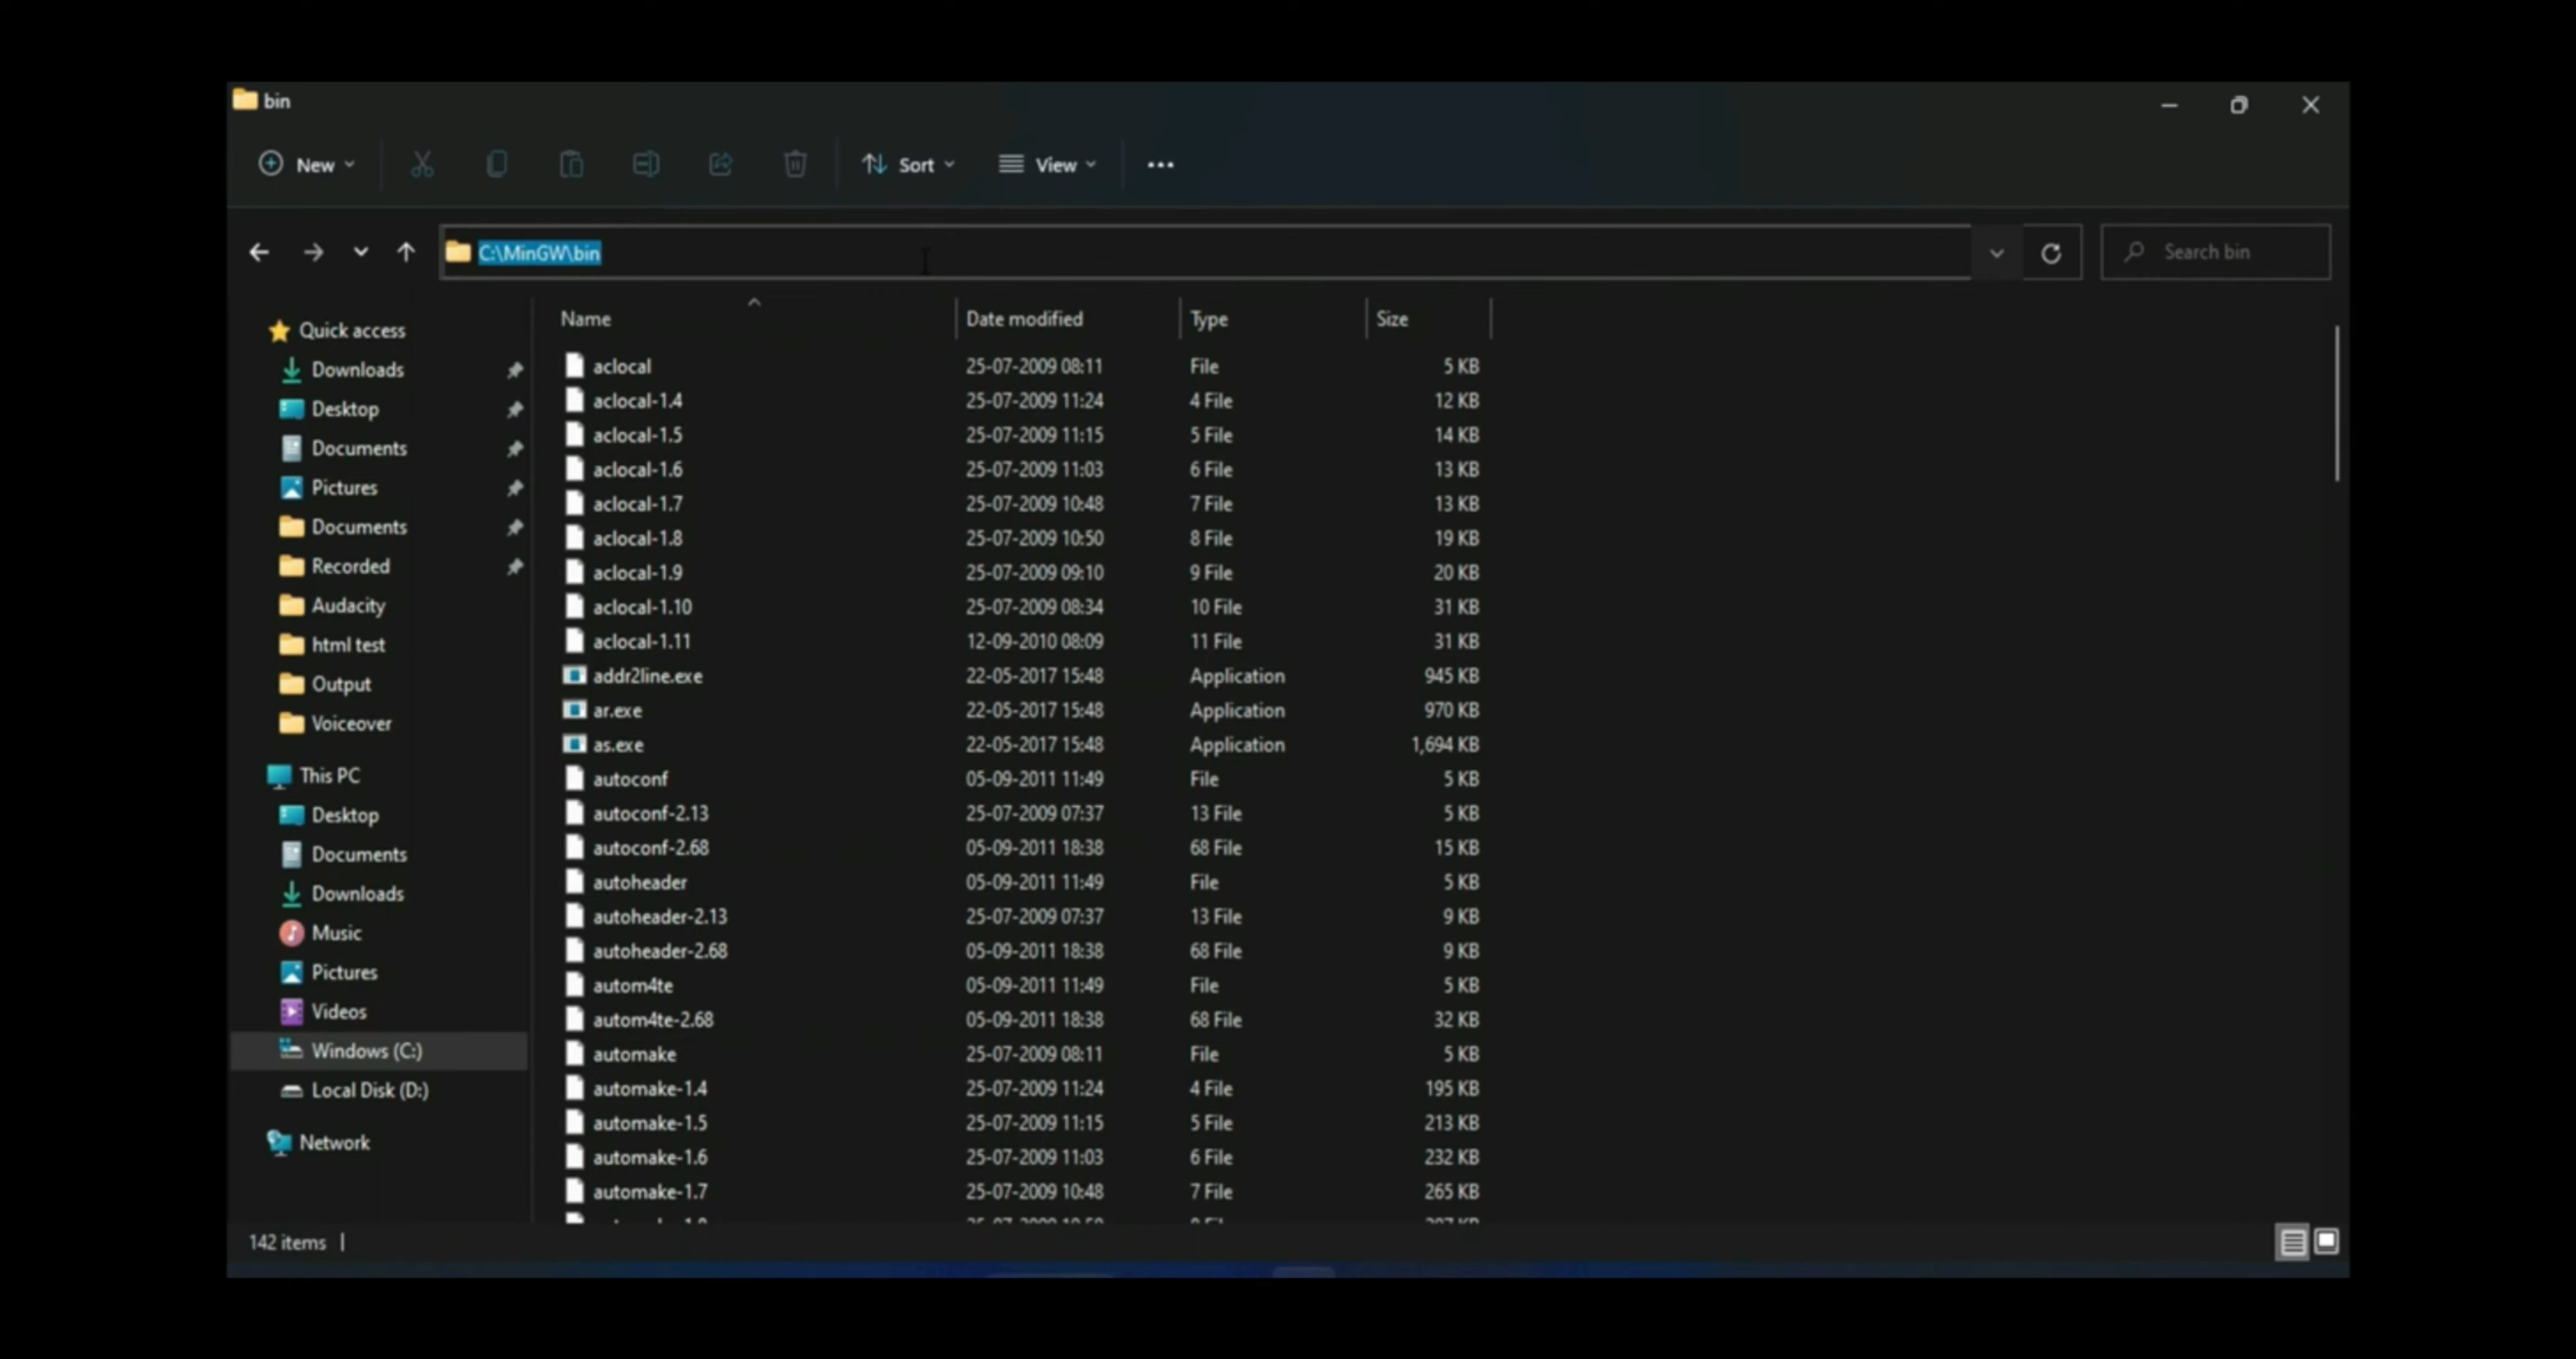 bin
New
Sort
View
C:\MinGW\bin
Search bin
Quick access
Downloads
Desktop
Documents
Pictures
Documents
Recorded
Audacity
html test
Output
Voiceover
This PC
Desktop
Documents
Downloads
Music
Pictures
Videos
Windows (C:)
Local Disk (D:)
Network
Name Date modified Type Size
aclocal 25-07-2009 08:11 File 5 KB
aclocal-1.4 25-07-2009 11:24 4 File 12 KB
aclocal-1.5 25-07-2009 11:15 5 File 14 KB
aclocal-1.6 25-07-2009 11:03 6 File 13 KB
aclocal-1.7 25-07-2009 10:48 7 File 13 KB
aclocal-1.8 25-07-2009 10:50 8 File 19 KB
aclocal-1.9 25-07-2009 09:10 9 File 20 KB
aclocal-1.10 25-07-2009 08:34 10 File 31 KB
aclocal-1.11 12-09-2010 08:09 11 File 31 KB
addr2line.exe 22-05-2017 15:48 Application 945 KB
ar.exe 22-05-2017 15:48 Application 970 KB
as.exe 22-05-2017 15:48 Application 1,694 KB
autoconf 05-09-2011 11:49 File 5 KB
autoconf-2.13 25-07-2009 07:37 13 File 5 KB
autoconf-2.68 05-09-2011 18:38 68 File 15 KB
autoheader 05-09-2011 11:49 File 5 KB
autoheader-2.13 25-07-2009 07:37 13 File 9 KB
autoheader-2.68 05-09-2011 18:38 68 File 9 KB
autom4te 05-09-2011 11:49 File 5 KB
autom4te-2.68 05-09-2011 18:38 68 File 32 KB
automake 25-07-2009 08:11 File 5 KB
automake-1.4 25-07-2009 11:24 4 File 195 KB
automake-1.5 25-07-2009 11:15 5 File 213 KB
automake-1.6 25-07-2009 11:03 6 File 232 KB
automake-1.7 25-07-2009 10:48 7 File 265 KB
142 items